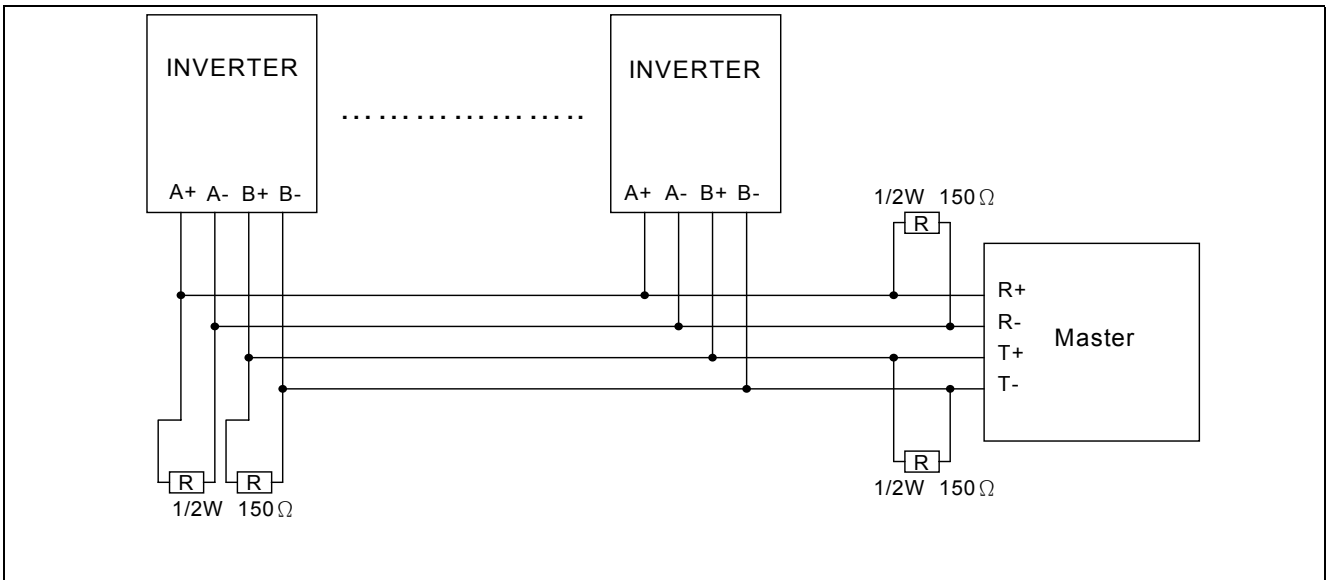 INVERTER
INVERTER
....................
A+ A- B+ B-
A+ A- B+ B-
1/2W 150Ω
R
R+
R-
T+
T-
Master
R
R
1/2W 150Ω
R
1/2W 150Ω